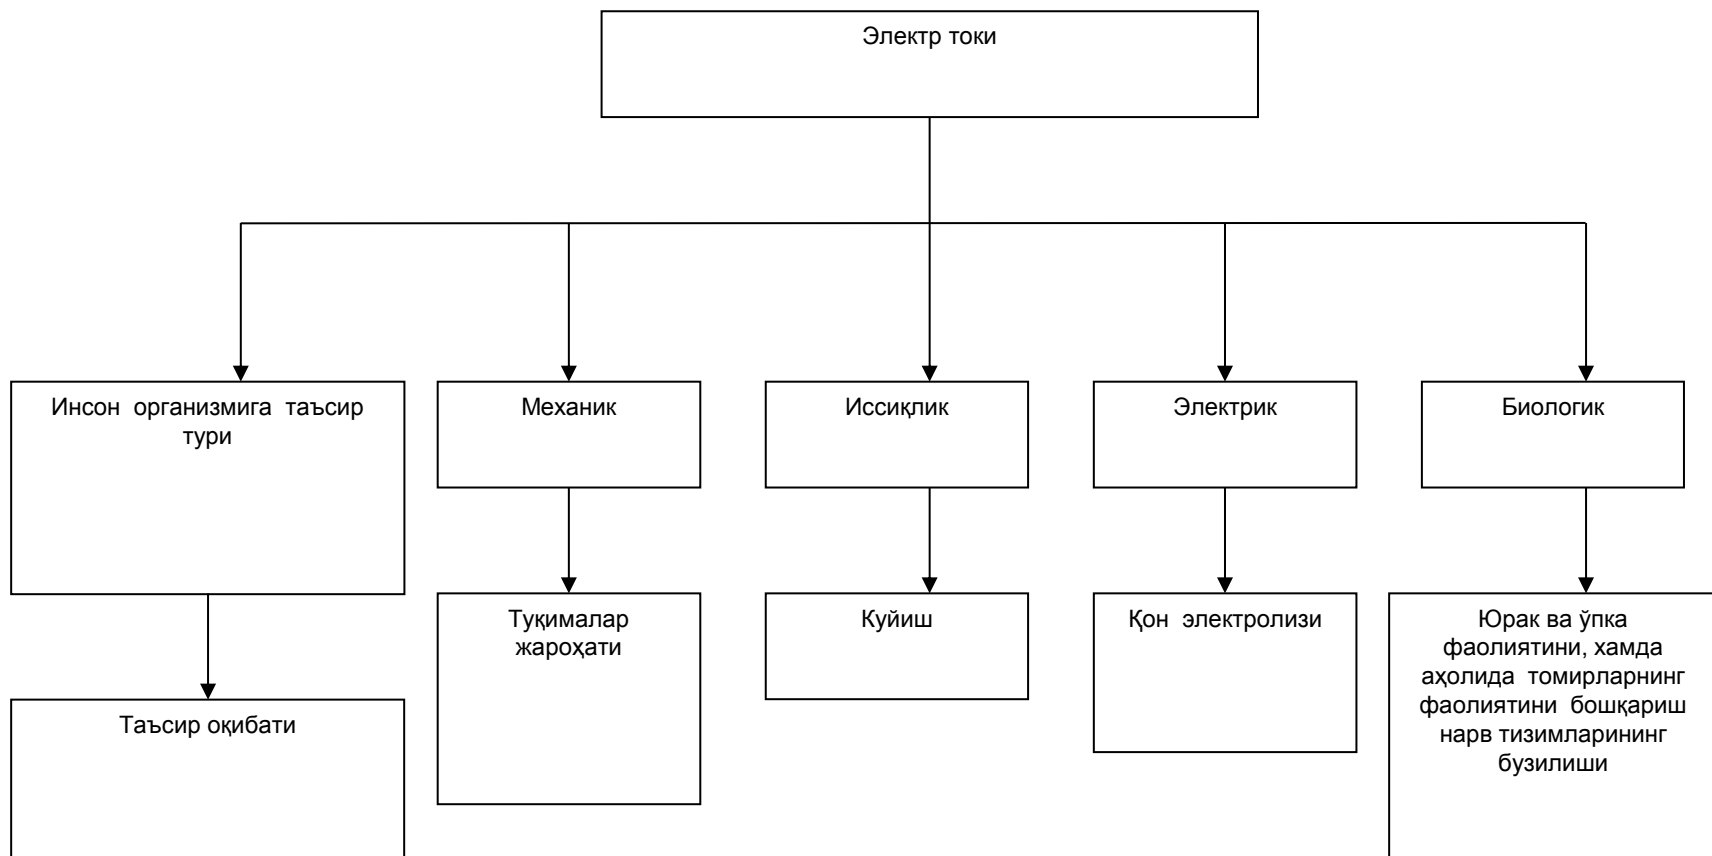 Электр токи
Инсон организмига таъсир
тури
Механик
Иссиқлик
Электрик
Биологик
Туқималар
жароҳати
Куйиш
Қон электролизи
Юрак ва ўпка
фаолиятини, хамда
аҳолида томирларнинг
фаолиятини бошқариш
нарв тизимларининг
бузилиши
Таъсир оқибати